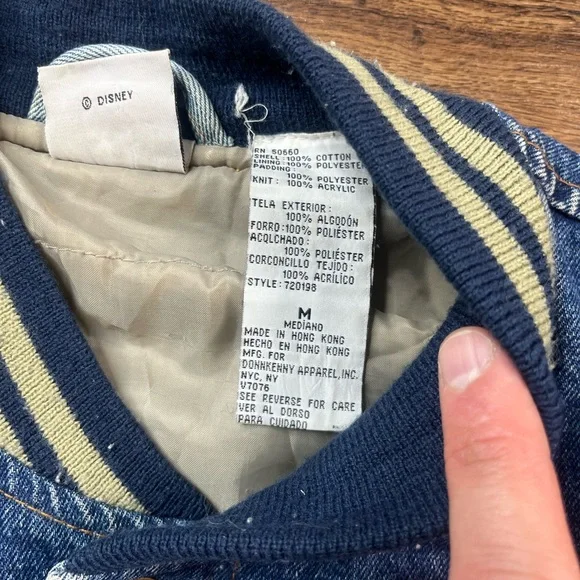 © DISNEY
RN 60660
SHELL: 100% COTTON
LINING: 100% POLYESTER
PADDING: 100% POLYESTER
KNIT: 100% ACRYLIC
TELA EXTERIOR:
100% ALGODÓN
FORRO: 100% POLIÉSTER
ACQLCHADO:
100% POLIÉSTER
CORCONCILLO TEJIDO:
100% ACRÍLICO
STYLE: 720198
M
MEDIANO
MADE IN HONG KONG
HECHO EN HONG KONG
MFG. FOR
DONNKENNY APPAREL, INC.
NYC, NY
V7076
SEE REVERSE FOR CARE
VER AL DORSO
PARA CUIDADO